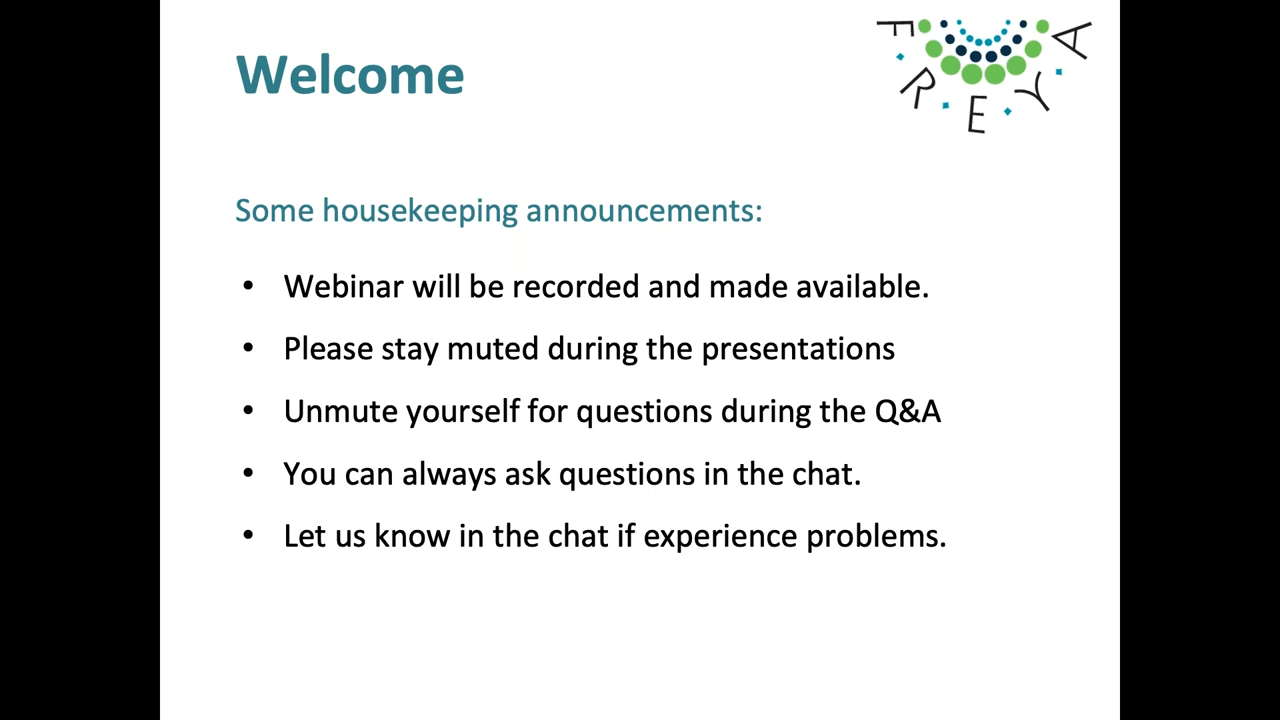 Welcome
FREYA
Some housekeeping announcements:
• Webinar will be recorded and made available.
• Please stay muted during the presentations
• Unmute yourself for questions during the Q&A
• You can always ask questions in the chat.
• Let us know in the chat if experience problems.